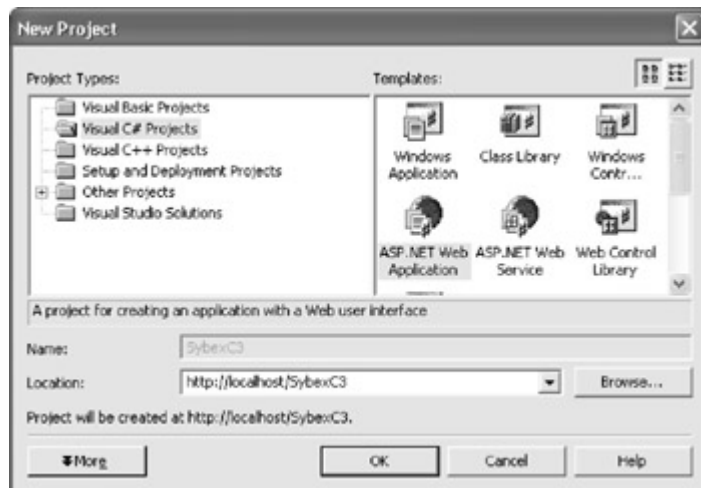 New Project
Project Types:
Templates:
Visual Basic Projects
Visual C# Projects
Visual C++ Projects
Setup and Deployment Projects
Other Projects
Visual Studio Solutions
Windows Application
Class Library
Windows Contr...
ASP.NET Web Application
ASP.NET Web Service
Web Control Library
A project for creating an application with a Web user interface
Name:
SybexC3
Location:
http://localhost/SybexC3
Browse...
Project will be created at http://localhost/SybexC3.
More
OK
Cancel
Help